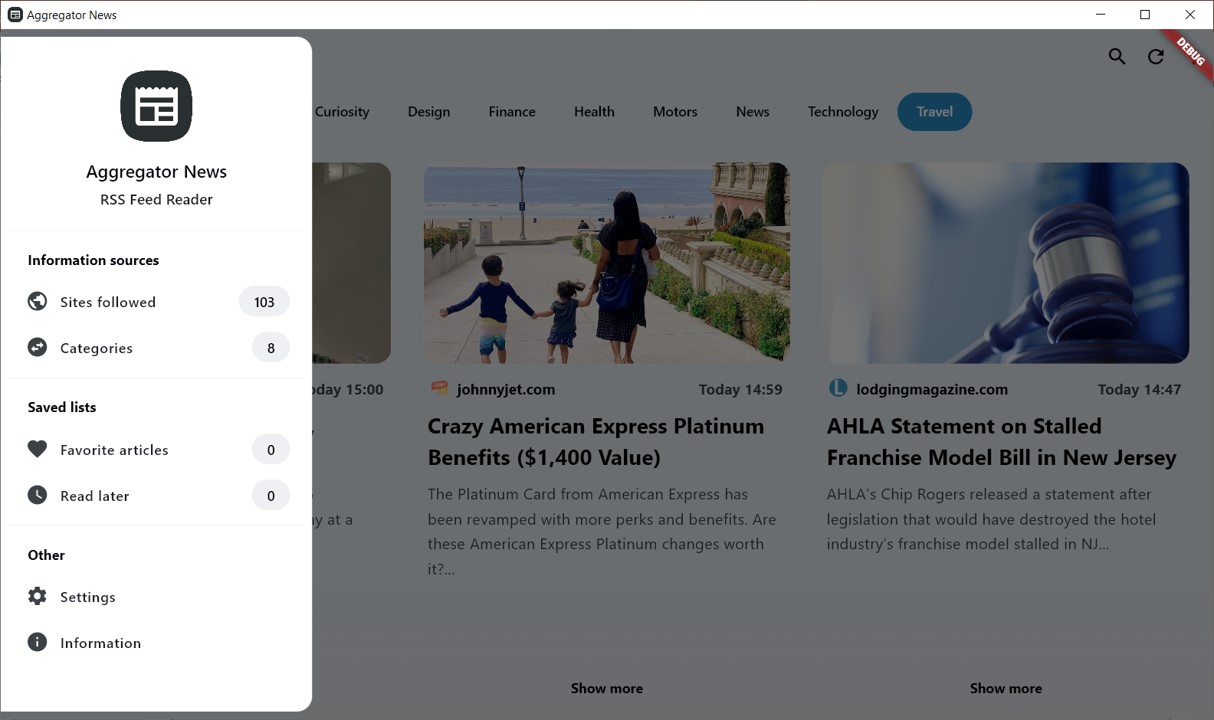 Aggregator News
DEBUG
Aggregator News
RSS Feed Reader
Information sources
Sites followed 103
Categories 8
Saved lists
Favorite articles 0
Read later 0
Other
Settings
Information
Curiosity Design Finance Health Motors News Technology Travel
15:00
ay at a
johnnyjet.com Today 14:59
Crazy American Express Platinum
Benefits ($1,400 Value)
The Platinum Card from American Express has
been revamped with more perks and benefits. Are
these American Express Platinum changes worth
it?...
Show more
lodgingmagazine.com Today 14:47
AHLA Statement on Stalled
Franchise Model Bill in New Jersey
AHLA's Chip Rogers released a statement after
legislation that would have destroyed the hotel
industry's franchise model stalled in NJ...
Show more